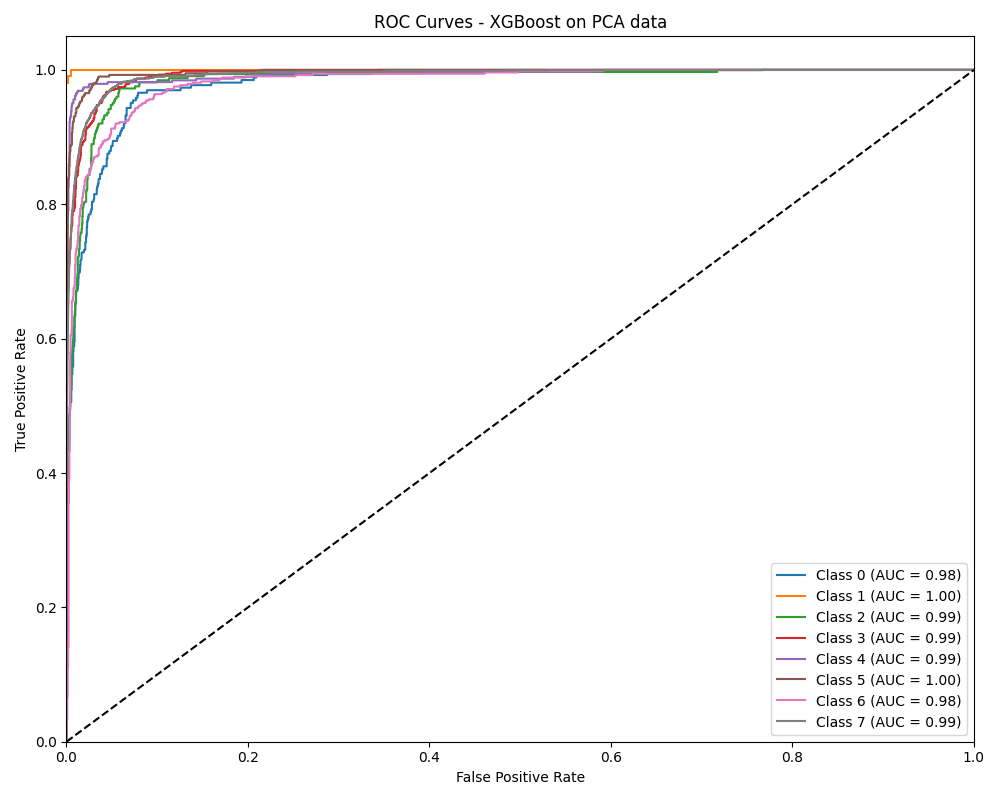 ROC Curves - XGBoost on PCA data
True Positive Rate
1.0
0.8
0.6
0.4
0.2
0.0
0.0 0.2 0.4 0.6 0.8 1.0
False Positive Rate
Class 0 (AUC = 0.98)
Class 1 (AUC = 1.00)
Class 2 (AUC = 0.99)
Class 3 (AUC = 0.99)
Class 4 (AUC = 0.99)
Class 5 (AUC = 1.00)
Class 6 (AUC = 0.98)
Class 7 (AUC = 0.99)